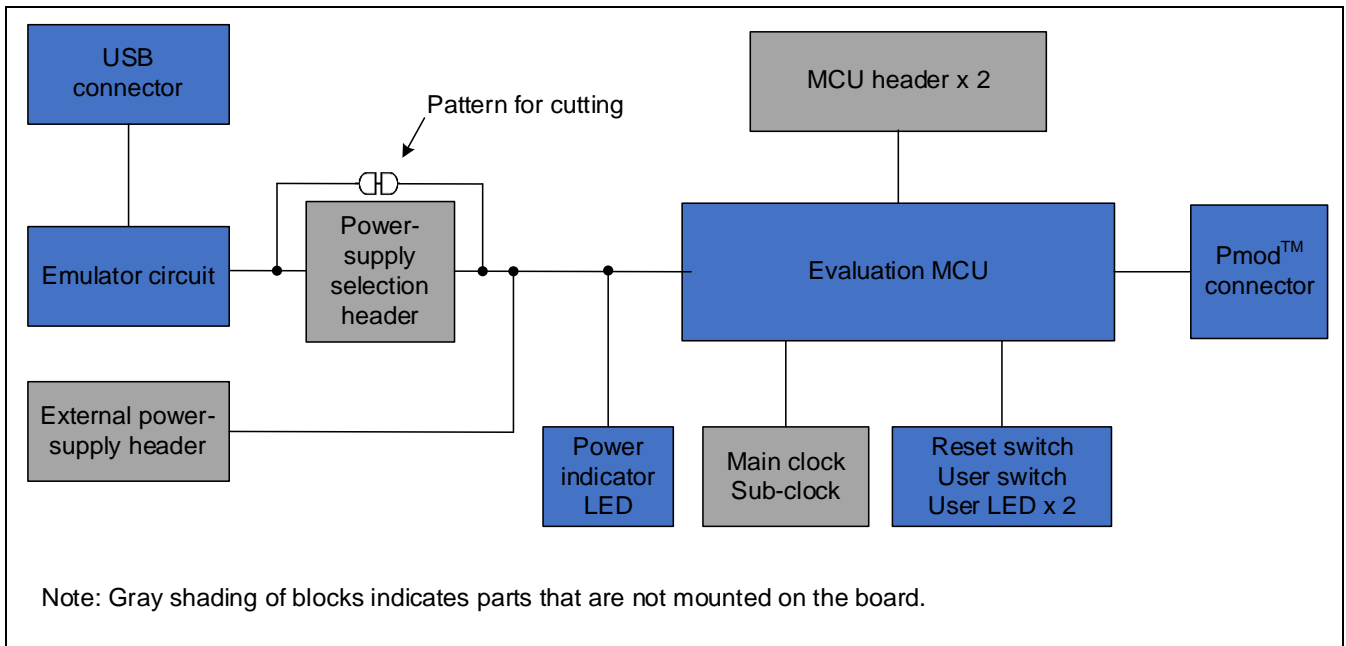 USB
connector
Pattern for cutting
MCU header x 2
Emulator circuit
Power-
supply
selection
header
Evaluation MCU
Pmod™
connector
External power-
supply header
Power
indicator
LED
Main clock
Sub-clock
Reset switch
User switch
User LED x 2
Note: Gray shading of blocks indicates parts that are not mounted on the board.